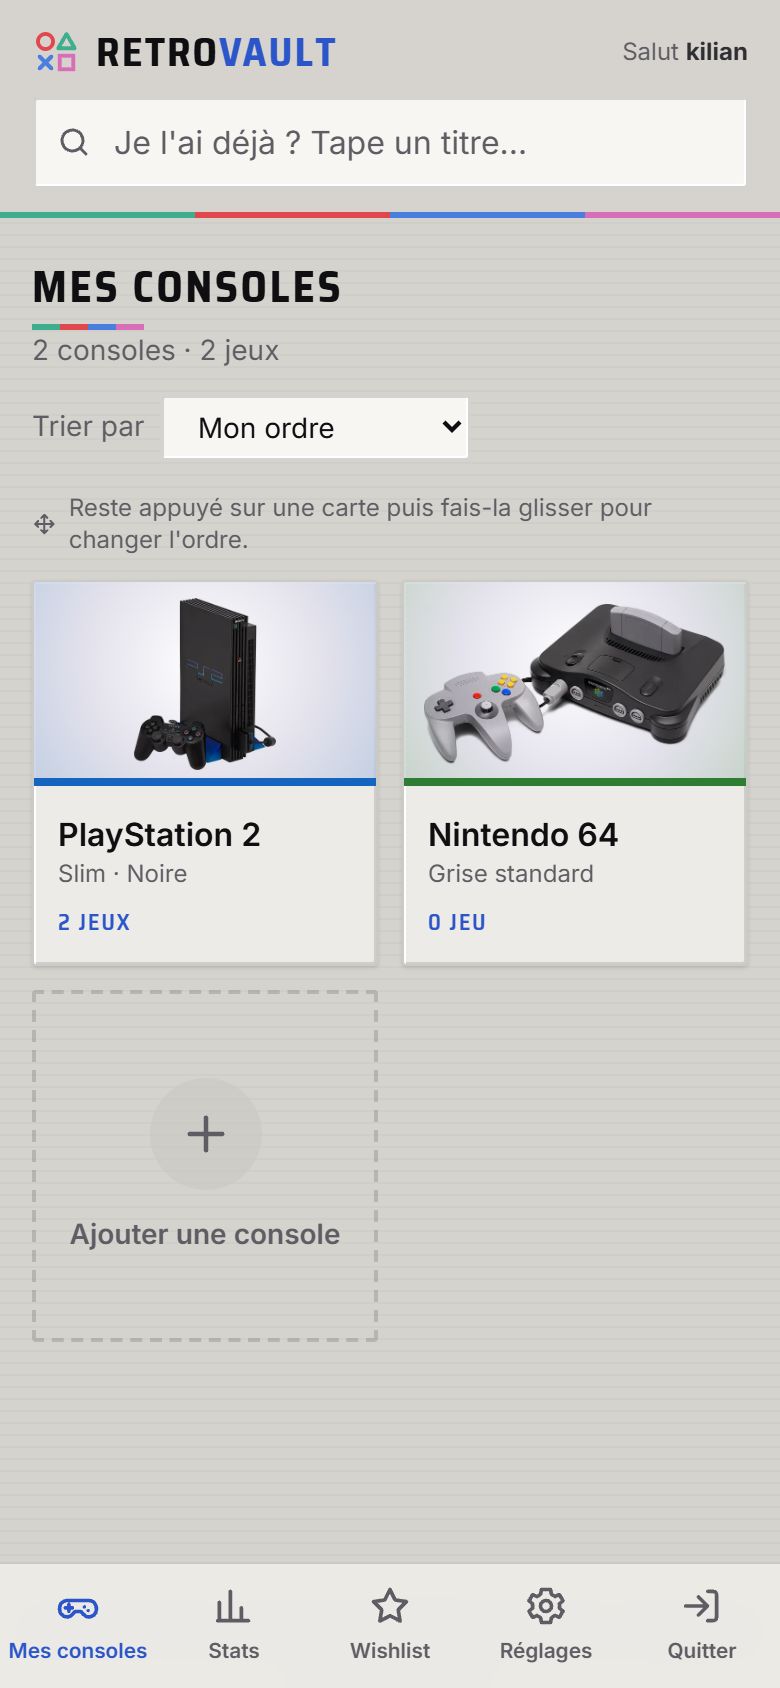 RETROVAULT
Salut kilian
Je l'ai déjà ? Tape un titre...
MES CONSOLES
2 consoles · 2 jeux
Trier par
Mon ordre
Reste appuyé sur une carte puis fais-la glisser pour
changer l'ordre.
PlayStation 2
Slim · Noire
2 JEUX
Nintendo 64
Grise standard
0 JEU
Ajouter une console
Mes consoles
Stats
Wishlist
Réglages
Quitter